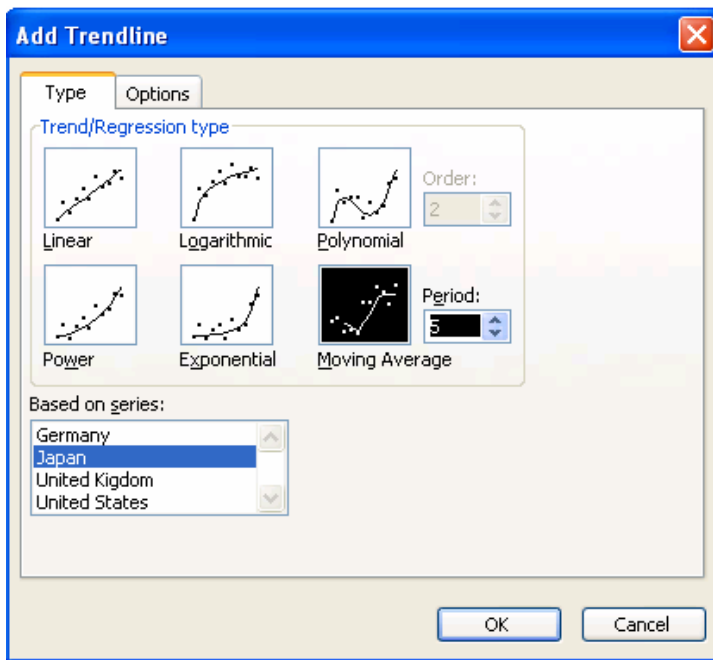 Add Trendline
Type Options
Trend/Regression type
Order:
2
Linear Logarithmic Polynomial
Period:
5
Power Exponential Moving Average
Based on series:
Germany
Japan
United Kigdom
United States
OK Cancel